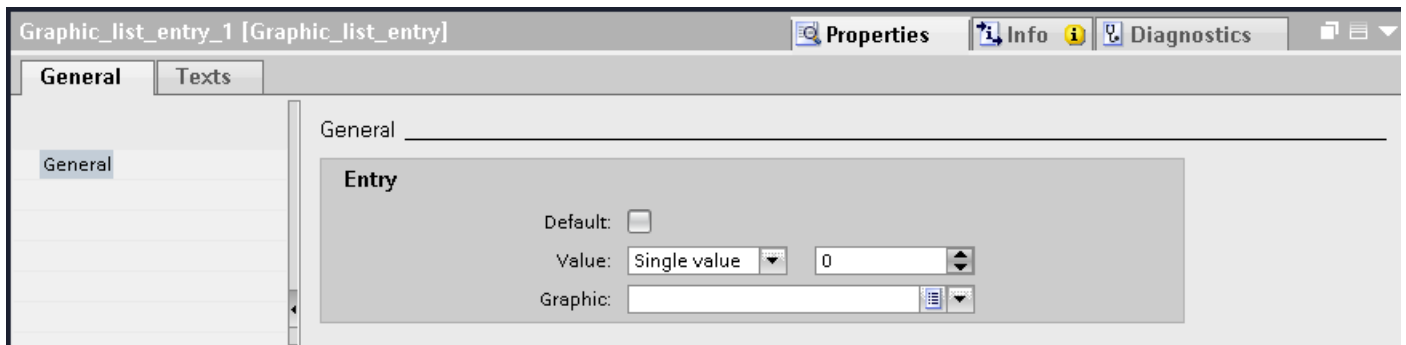 Graphic_list_entry_1 [Graphic_list_entry] Properties Info Diagnostics
General Texts
General
General
Entry
Default:
Value: Single value 0
Graphic: